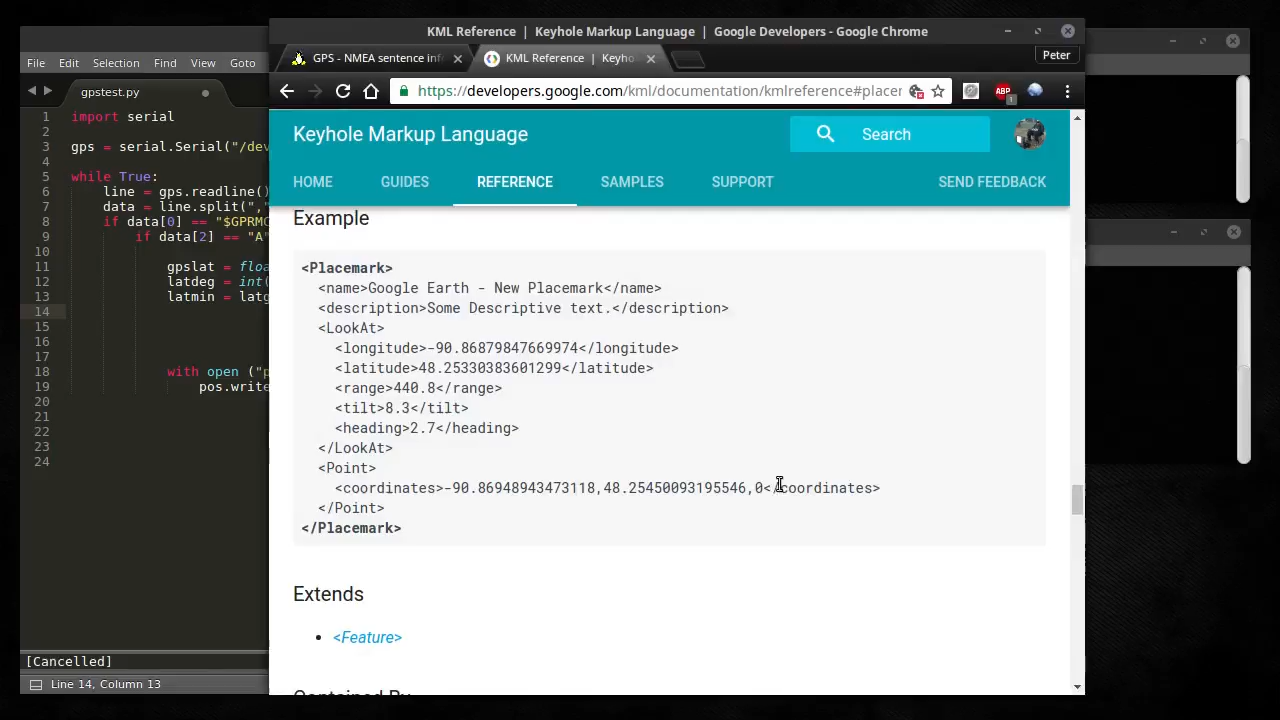 KML Reference | Keyhole Markup Language | Google Developers - Google Chrome
File Edit Selection Find View Goto
GPS - NMEA sentence inf
KML Reference | Keyho
Peter
gpstest.py
https://developers.google.com/kml/documentation/kmlreference#placer
ABP 1
Keyhole Markup Language
Search
HOME GUIDES REFERENCE SAMPLES SUPPORT SEND FEEDBACK
1 import serial
2
3 gps = serial.Serial("/dev
4
5 while True:
6 line = gps.readline()
7 data = line.split(","
8 if data[0] == "$GPRMC
9 if data[2] == "A"
10
11 gpslat = floa
12 latdeg = int(
13 latmin = latg
14
15
16
17
18 with open ("p
19 pos.write
20
21
22
23
24
[Cancelled]
Line 14, Column 13
Example
<Placemark>
<name>Google Earth - New Placemark</name>
<description>Some Descriptive text.</description>
<LookAt>
<longitude>-90.86879847669974</longitude>
<latitude>48.25330383601299</latitude>
<range>440.8</range>
<tilt>8.3</tilt>
<heading>2.7</heading>
</LookAt>
<Point>
<coordinates>-90.86948943473118,48.25450093195546,0</coordinates>
</Point>
</Placemark>
Extends
<Feature>
Contained By